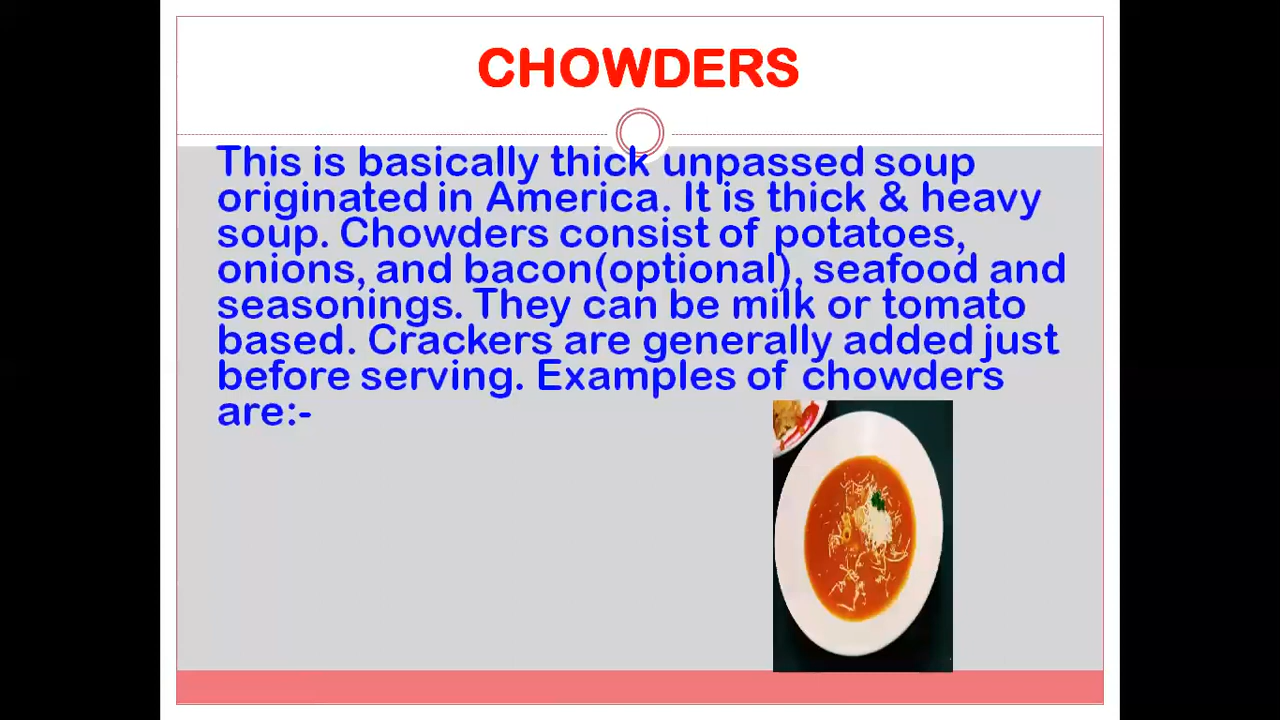 CHOWDERS
This is basically thick unpassed soup
originated in America. It is thick & heavy
soup. Chowders consist of potatoes,
onions, and bacon(optional), seafood and
seasonings. They can be milk or tomato
based. Crackers are generally added just
before serving. Examples of chowders
are:-